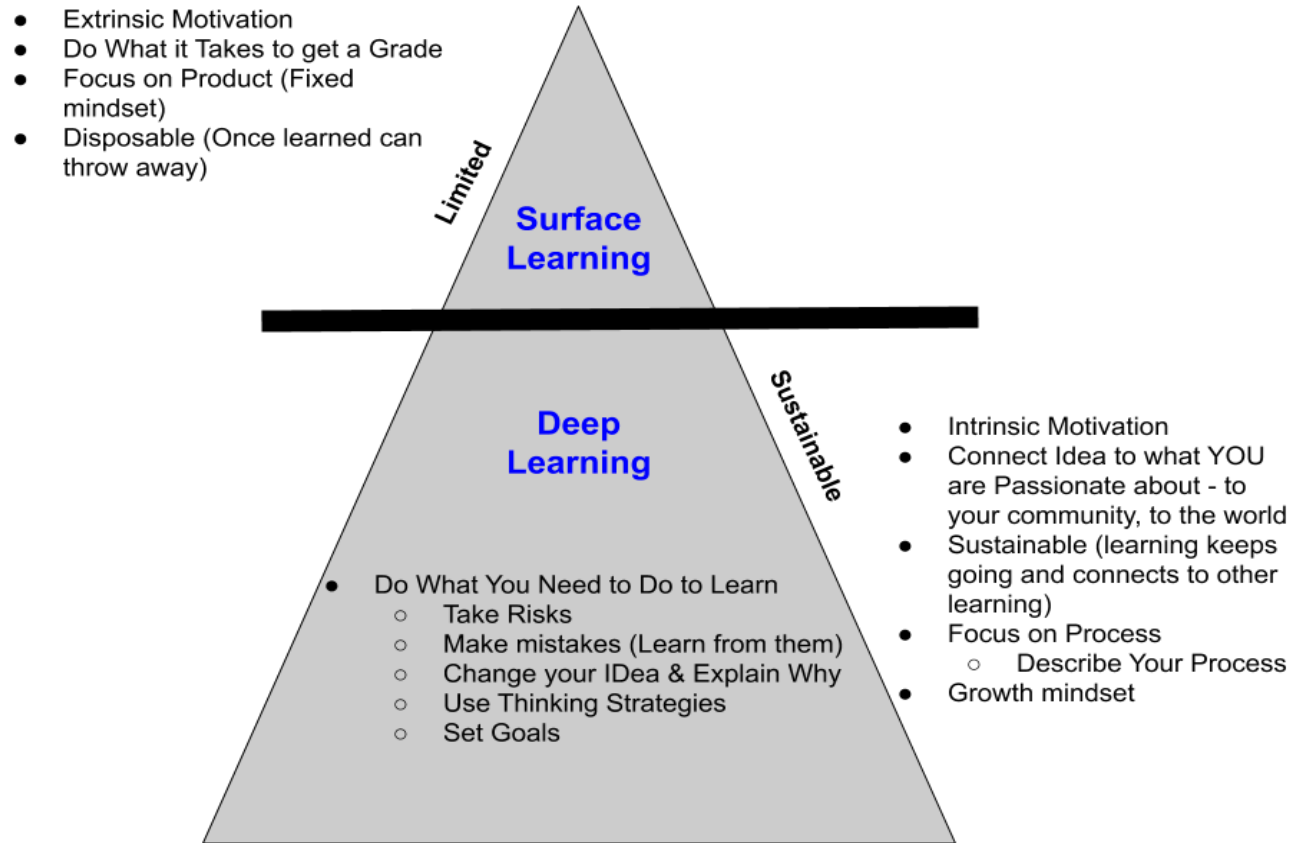 ● Extrinsic Motivation
● Do What it Takes to get a Grade
● Focus on Product (Fixed
mindset)
● Disposable (Once learned can
throw away)
Limited
Surface
Learning
Deep
Learning
Sustainable
● Do What You Need to Do to Learn
○ Take Risks
○ Make mistakes (Learn from them)
○ Change your IDea & Explain Why
○ Use Thinking Strategies
○ Set Goals
● Intrinsic Motivation
● Connect Idea to what YOU
are Passionate about - to
your community, to the world
● Sustainable (learning keeps
going and connects to other
learning)
● Focus on Process
○ Describe Your Process
● Growth mindset